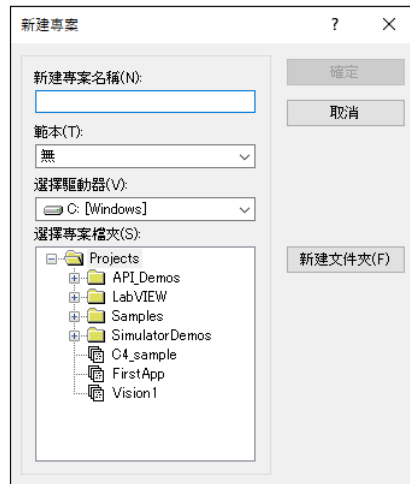 新建專案
?
新建專案名稱(N):
確定
取消
範本(T):
無
選擇驅動器(V):
C: [Windows]
選擇專案檔夾(S):
Projects
新建文件夾(F)
API_Demos
LabVIEW
Samples
SimulatorDemos
C4_sample
FirstApp
Vision1